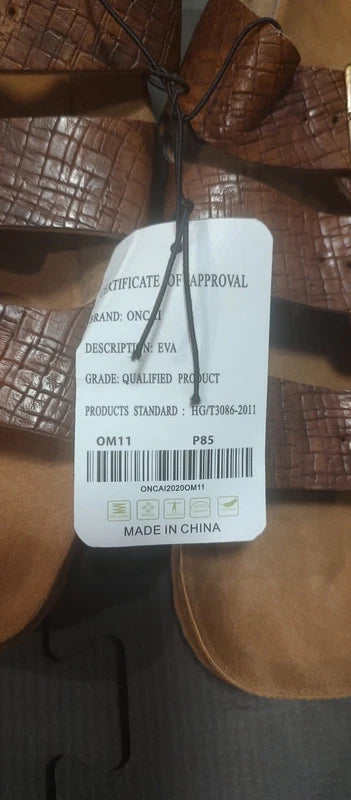 CERTIFICATE OF APPROVAL
BRAND: ONCAI
DESCRIPTION: EVA
GRADE: QUALIFIED PRODUCT
PRODUCTS STANDARD : HG/T3086-2011
OM11 P85
ONCAI2020OM11
MADE IN CHINA